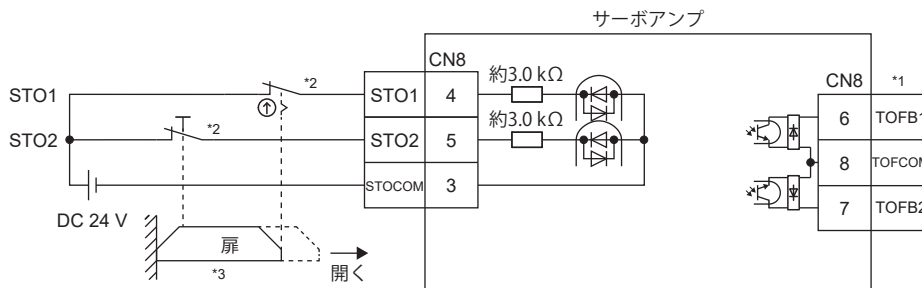 サーボアンプ
CN8
STO1
*2
STO1
4
約3.0 kΩ
CN8
*1
6
TOFB1
STO2
*2
STO2
5
約3.0 kΩ
8
TOFCOM
STOCOM
3
7
TOFB2
DC 24 V
扉
*3
開く